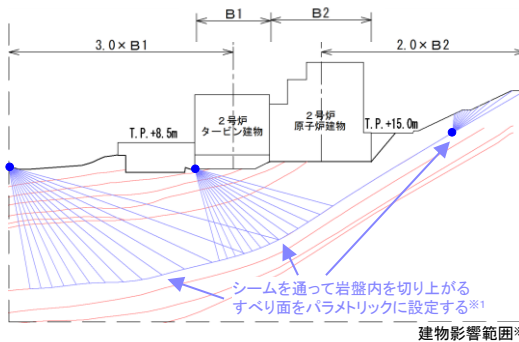 B1
B2
3.0×B1
2.0×B2
T.P.+8.5m
2号炉
タービン建物
2号炉
原子炉建物
T.P.+15.0m
シームを通って岩盤内を切り上がる
すべり面をパラメトリックに設定する※1
建物影響範囲※